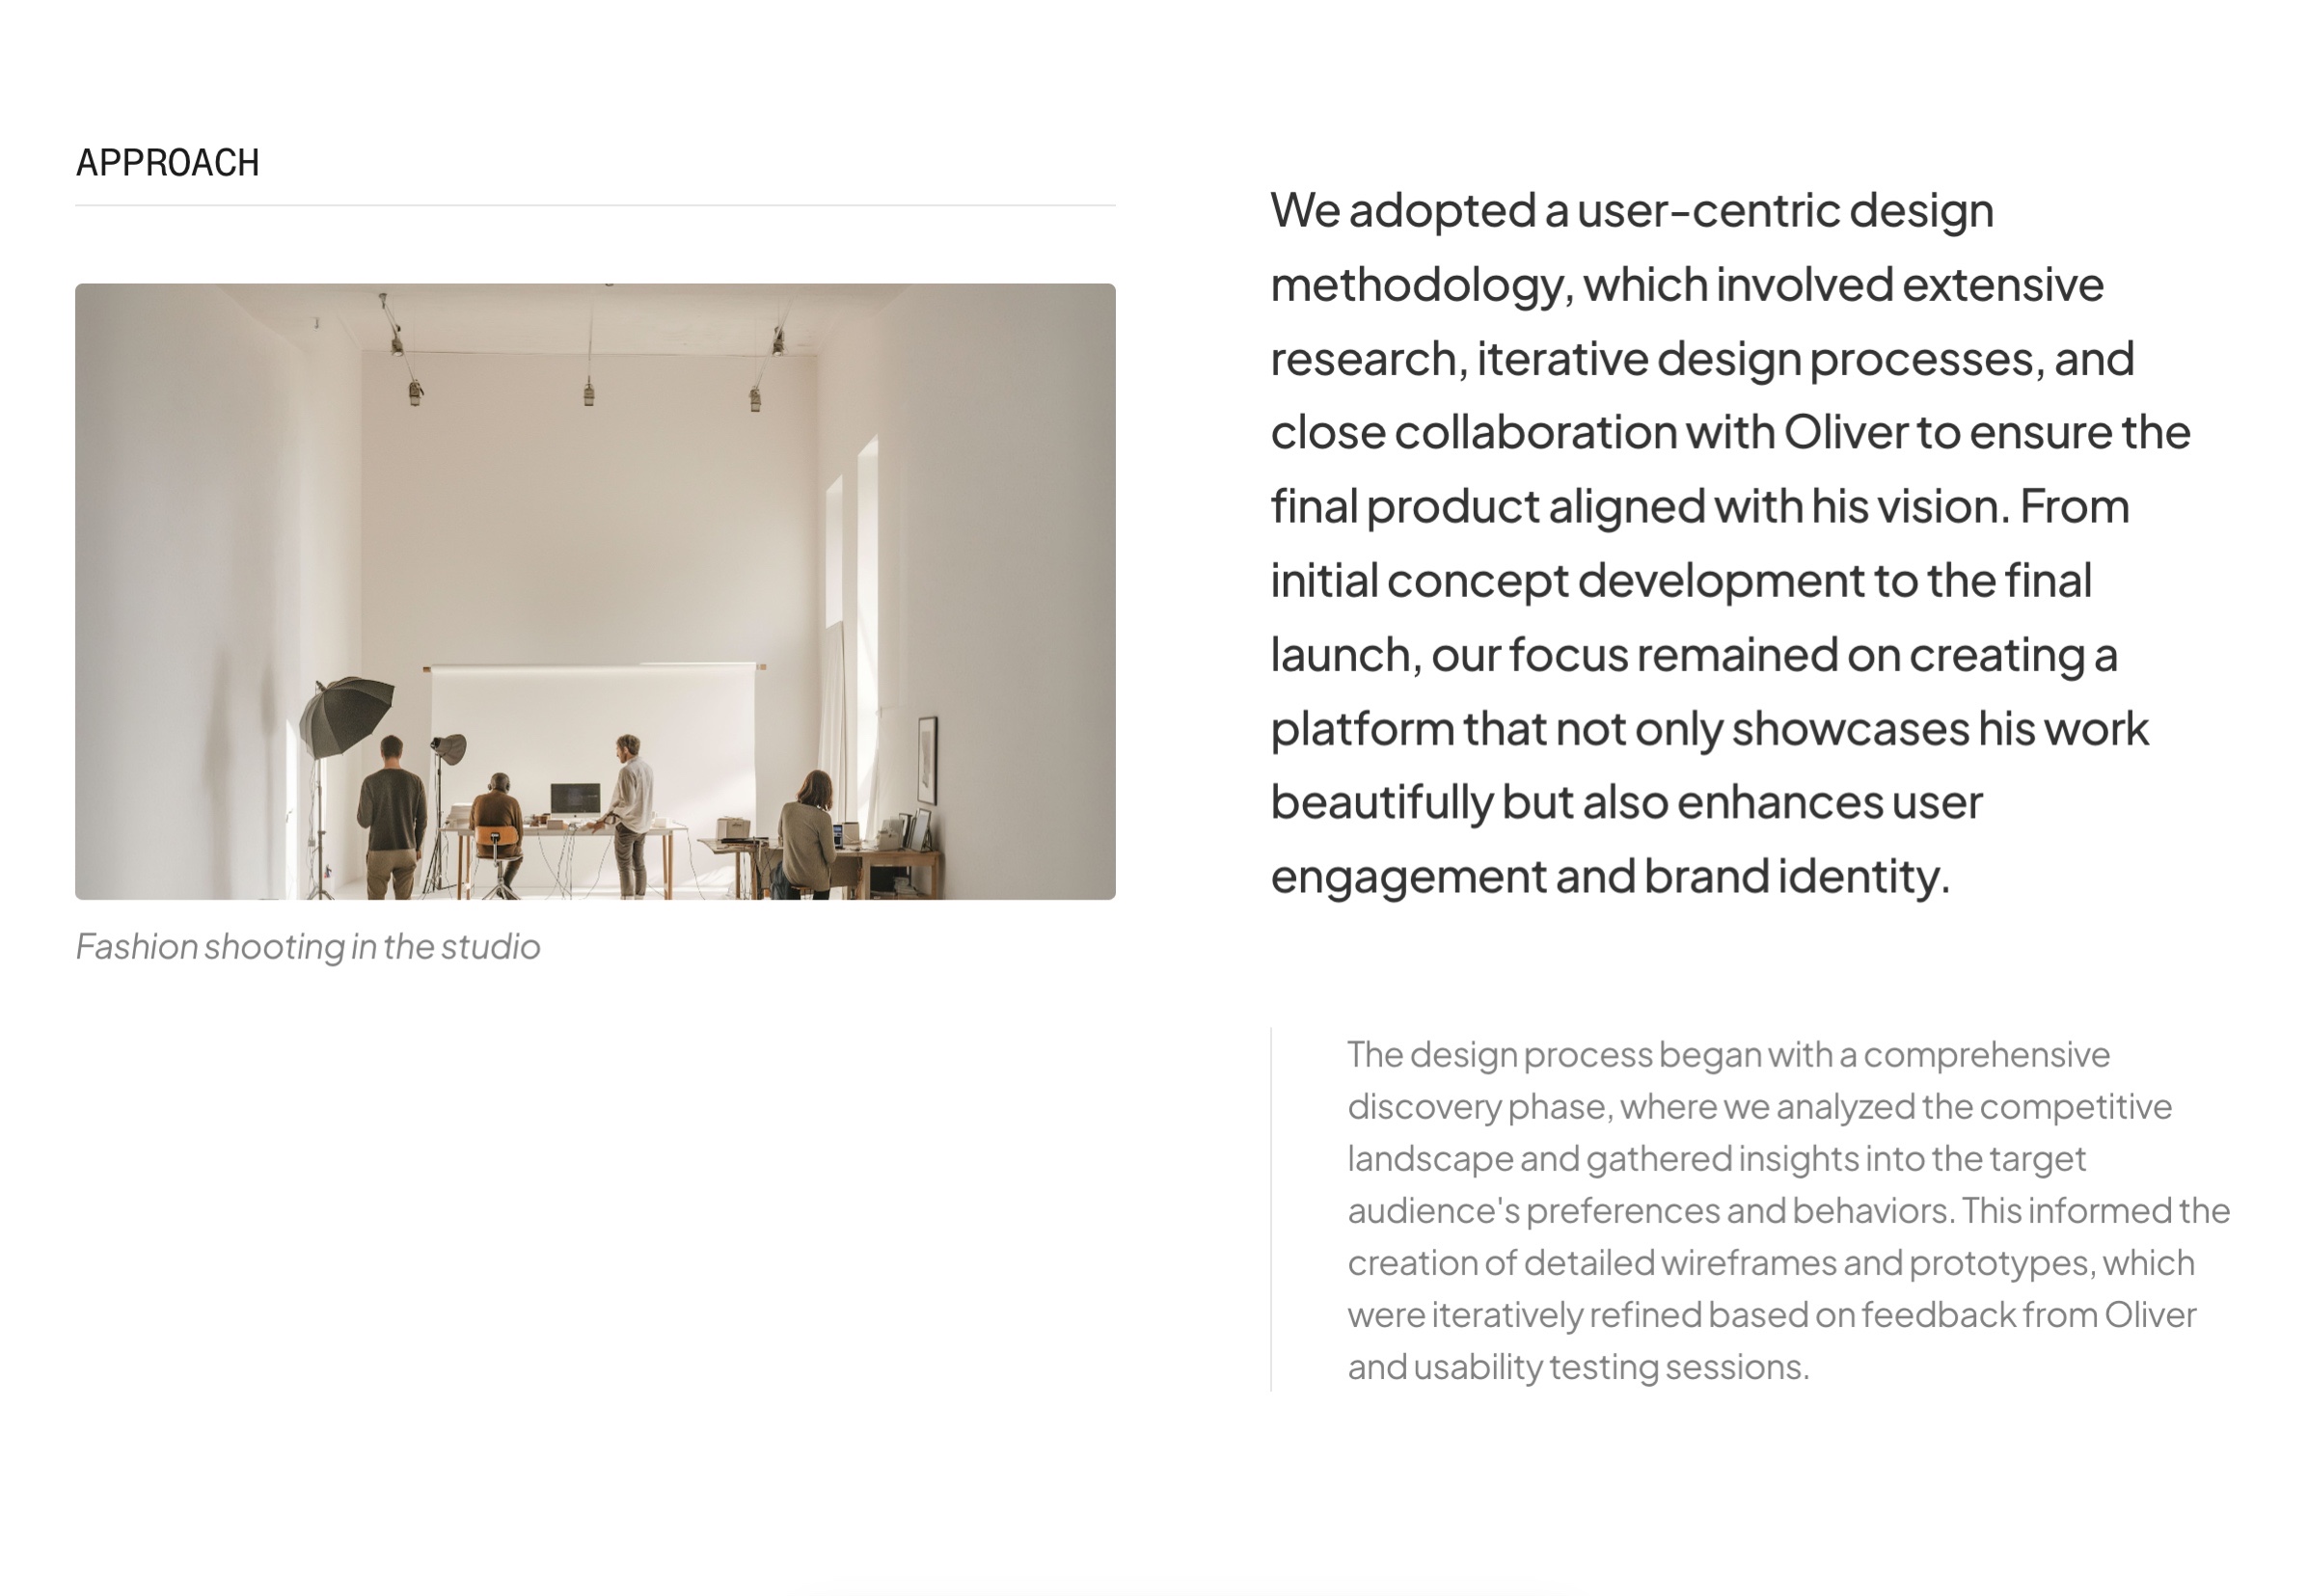 APPROACH
Fashion shooting in the studio
We adopted a user-centric design
methodology, which involved extensive
research, iterative design processes, and
close collaboration with Oliver to ensure the
final product aligned with his vision. From
initial concept development to the final
launch, our focus remained on creating a
platform that not only showcases his work
beautifully but also enhances user
engagement and brand identity.
The design process began with a comprehensive
discovery phase, where we analyzed the competitive
landscape and gathered insights into the target
audience's preferences and behaviors. This informed the
creation of detailed wireframes and prototypes, which
were iteratively refined based on feedback from Oliver
and usability testing sessions.